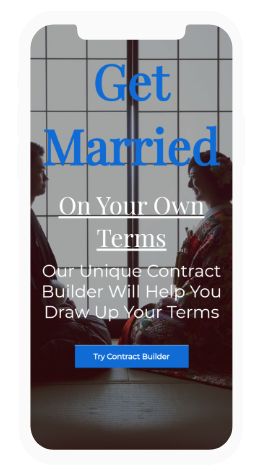 Get
Married
On Your Own
Terms
Our Unique Contract
Builder Will Help You
Draw Up Your Terms
Try Contract Builder